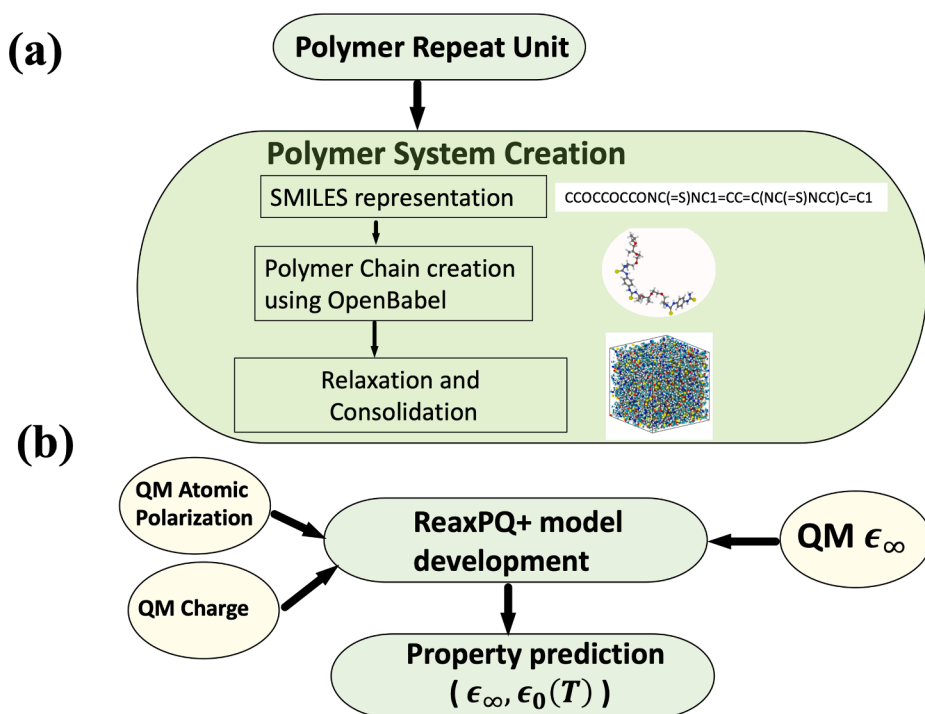 (a)
Polymer Repeat Unit
Polymer System Creation
SMILES representation
CCOCCOCCONC(=S)NC1=CC=C(NC(=S)NCC)C=C1
Polymer Chain creation
using OpenBabel
Relaxation and
Consolidation
(b)
QM Atomic
Polarization
QM Charge
ReaxPQ+ model
development
QM ϵ∞
Property prediction
( ϵ∞, ϵ0(T) )